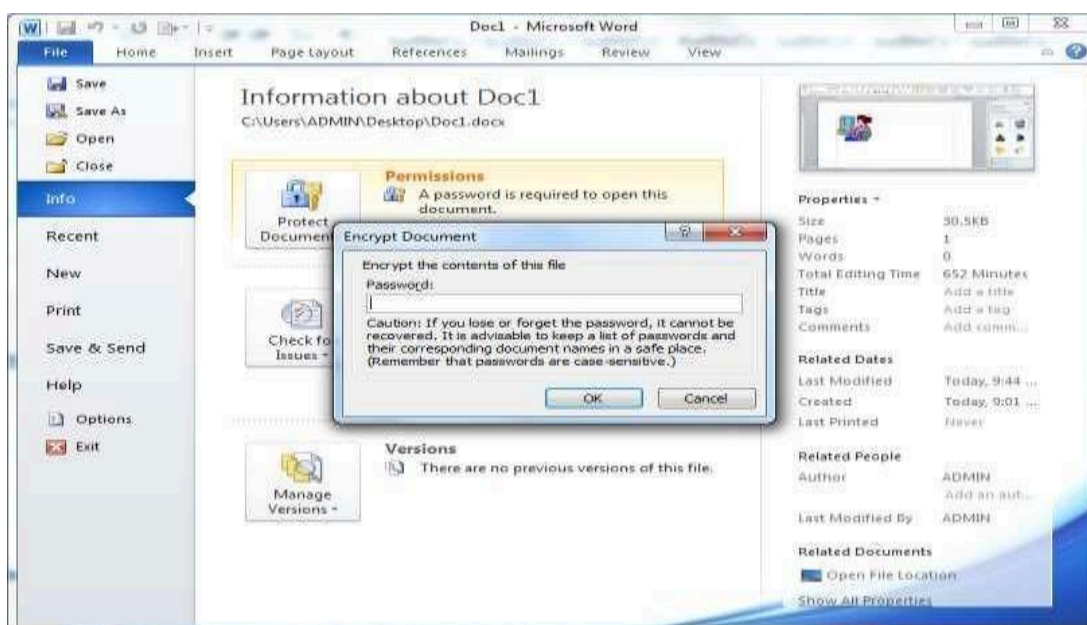 Doc1 - Microsoft Word
File Home Insert Page Layout References Mailings Review View
Save
Save As
Open
Close
Info
Recent
New
Print
Save & Send
Help
Options
Exit
Information about Doc1
C:\Users\ADMIN\Desktop\Doc1.docx
Protect
Document
Permissions
A password is required to open this
document.
Encrypt Document
Encrypt the contents of this file
Password:
Caution: If you lose or forget the password, it cannot be
recovered. It is advisable to keep a list of passwords and
their corresponding document names in a safe place.
(Remember that passwords are case-sensitive.)
OK Cancel
Check fo
Issues
Manage
Versions
Versions
There are no previous versions of this file.
Properties
Size 30.5KB
Pages 1
Words 0
Total Editing Time 652 Minutes
Title Add a title
Tags Add a tag
Comments Add comm...
Related Dates
Last Modified Today, 9:44 ...
Created Today, 9:01 ...
Last Printed Never
Related People
Author ADMIN
Add an aut...
Last Modified By ADMIN
Related Documents
Open File Location
Show All Properties